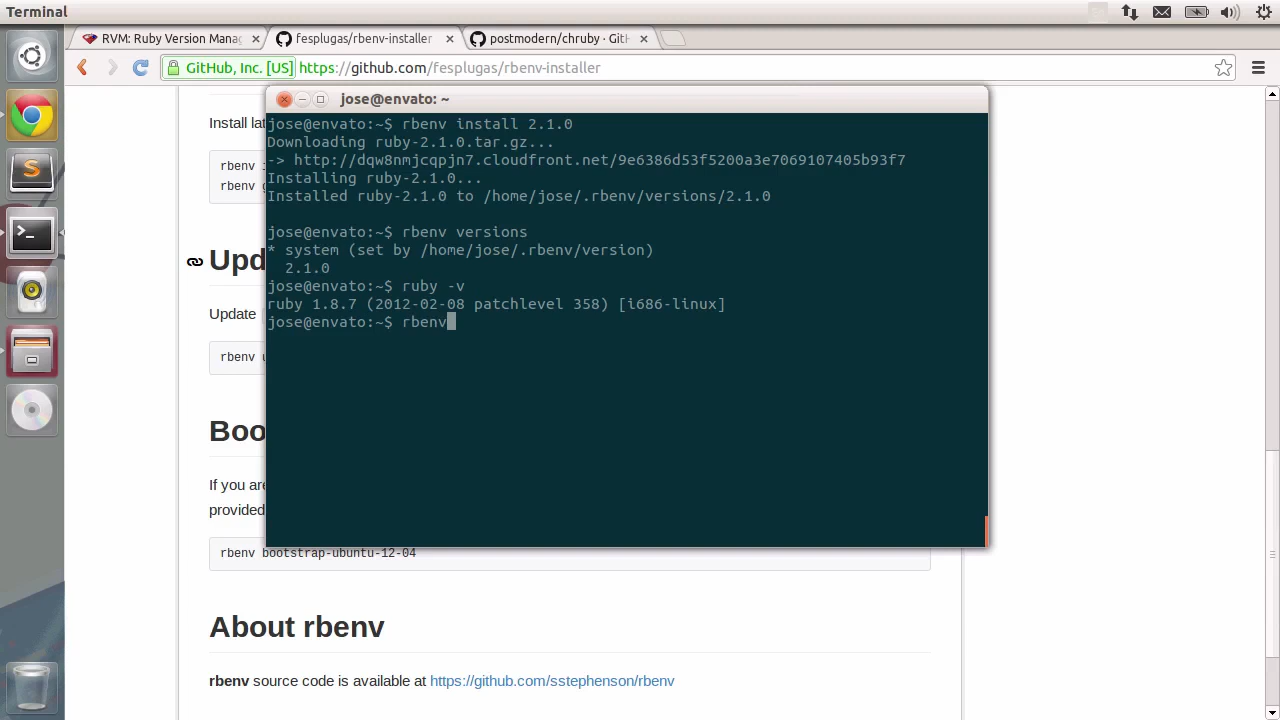 Terminal
RVM: Ruby Version Mana
fesplugas/rbenv-installer
postmodern/chruby · GitH
GitHub, Inc. [US] https://github.com/fesplugas/rbenv-installer
jose@envato: ~
jose@envato:~$ rbenv install 2.1.0
Downloading ruby-2.1.0.tar.gz...
-> http://dqw8nmjcqpjn7.cloudfront.net/9e6386d53f5200a3e7069107405b93f7
Installing ruby-2.1.0...
Installed ruby-2.1.0 to /home/jose/.rbenv/versions/2.1.0
jose@envato:~$ rbenv versions
* system (set by /home/jose/.rbenv/version)
2.1.0
jose@envato:~$ ruby -v
ruby 1.8.7 (2012-02-08 patchlevel 358) [i686-linux]
jose@envato:~$ rbenv
Install lat
rbenv i
rbenv g
Upd
Update
rbenv u
Boo
If you are
provided
rbenv bootstrap-ubuntu-12-04
About rbenv
rbenv source code is available at https://github.com/sstephenson/rbenv